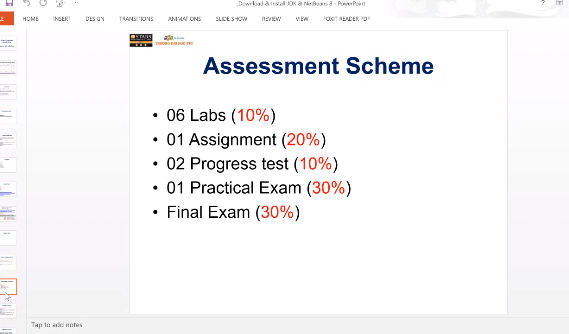 _Download & Install JDK & NetBeans 8 - PowerPoint
HOME INSERT DESIGN TRANSITIONS ANIMATIONS SLIDE SHOW REVIEW VIEW FOXIT READER PDF
Assessment Scheme
• 06 Labs (10%)
• 01 Assignment (20%)
• 02 Progress test (10%)
• 01 Practical Exam (30%)
• Final Exam (30%)
Tap to add notes